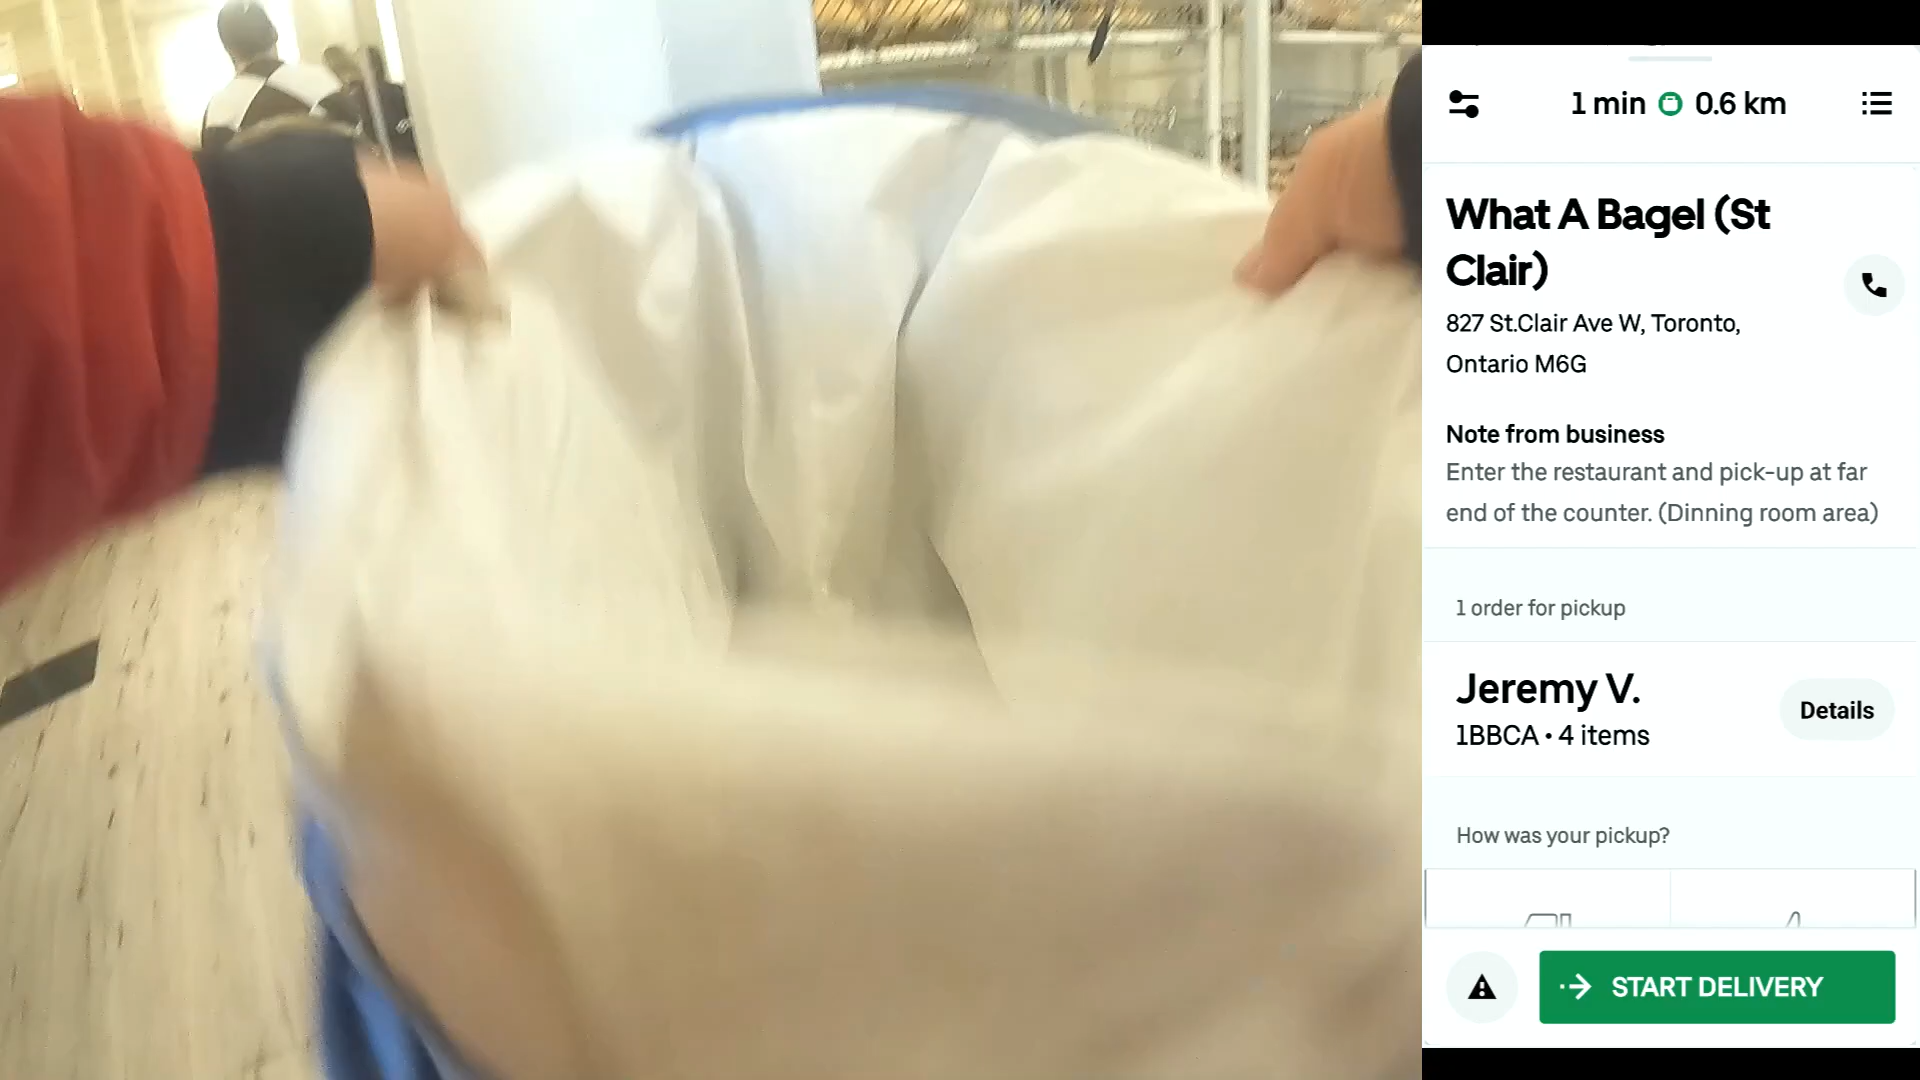 1 min 0.6 km
What A Bagel (St
Clair)
827 St.Clair Ave W, Toronto,
Ontario M6G
Note from business
Enter the restaurant and pick-up at far
end of the counter. (Dinning room area)
1 order for pickup
Jeremy V.
Details
1BBCA • 4 items
How was your pickup?
START DELIVERY